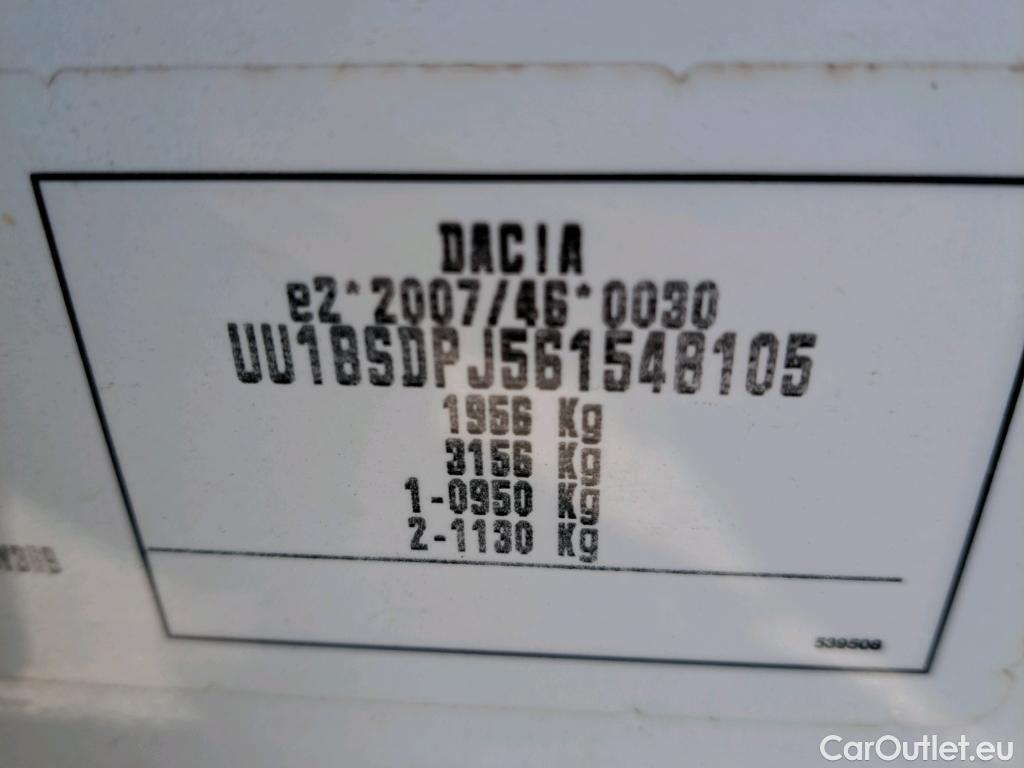 DACIA
e2*2007/46*0030
UU18SDPJ561548105
1956 Kg
3156 Kg
1-0950 Kg
2-1130 Kg
539508
CarOutlet.eu